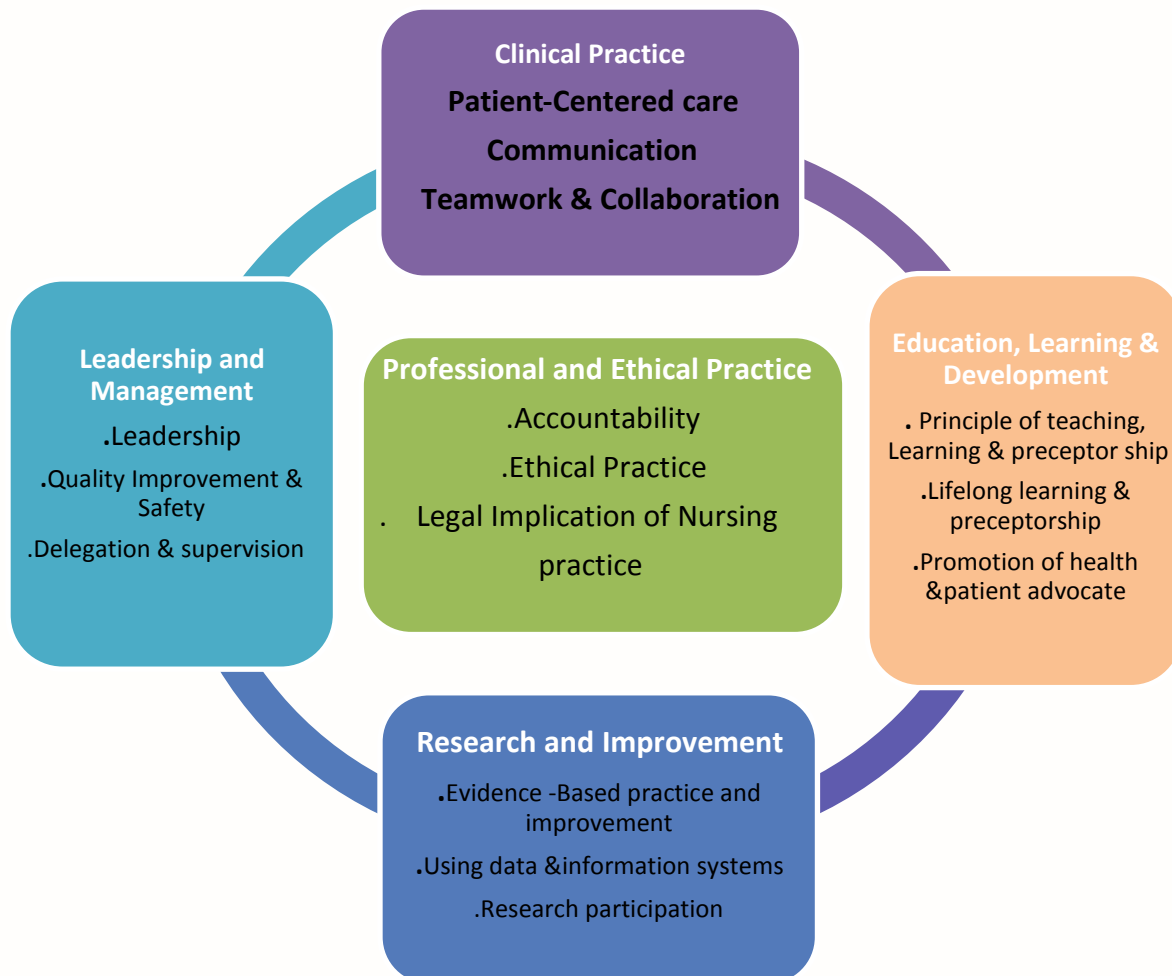 Clinical Practice
Patient-Centered care
Communication
Teamwork & Collaboration
Leadership and
Management
.Leadership
.Quality Improvement &
Safety
.Delegation & supervision
Professional and Ethical Practice
.Accountability
.Ethical Practice
. Legal Implication of Nursing
practice
Education, Learning &
Development
. Principle of teaching,
Learning & preceptor ship
.Lifelong learning &
preceptorship
.Promotion of health
&patient advocate
Research and Improvement
.Evidence -Based practice and
improvement
.Using data &information systems
.Research participation